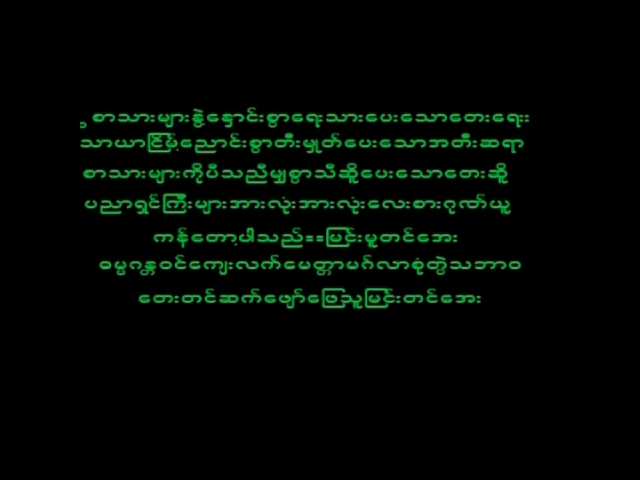 စာသားများနွဲ့နှောင်းစွာရေးသားပေးသောတေးရေး
သာယာငြိမ့်ညောင်းစွာတီးမှုတ်ပေးသောအတီးဆရာ
စာသားများကိုပီသညီမျှစွာသီဆိူပေးသောတေးဆို
ပညာရှင်ကြီးများအားလုံးအားလုံးလေးစားဂုဏ်ယူ
ကန်တော့ပါသည်==မြင်းမူတင်အေး
ဓမ္မဂန္တဝင်ကျေးလက်မေတ္တာမဂ်လာစုံတွဲသဘာဝ
တေးတင်ဆက်ဖျော်ဖြေသူမြင်းတင်အေး